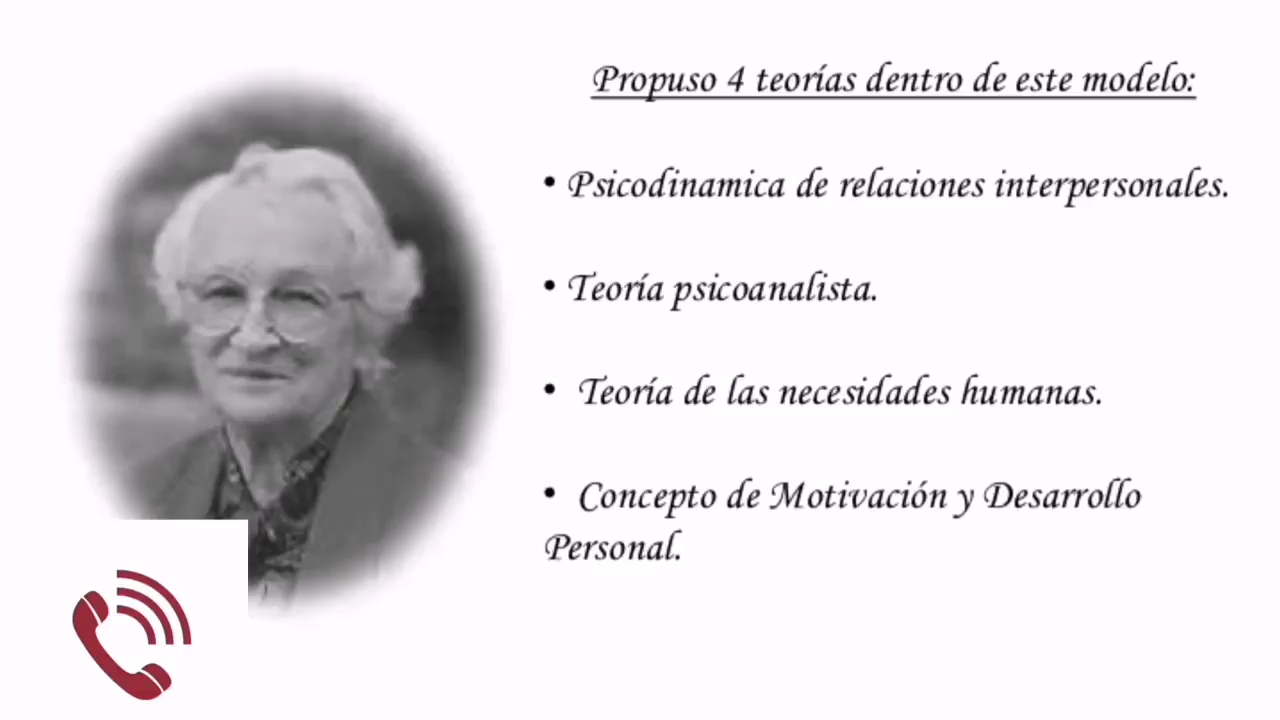 Propuso 4 teorías dentro de este modelo:
• Psicodinamica de relaciones interpersonales.
• Teoría psicoanalista.
• Teoría de las necesidades humanas.
• Concepto de Motivación y Desarrollo
Personal.